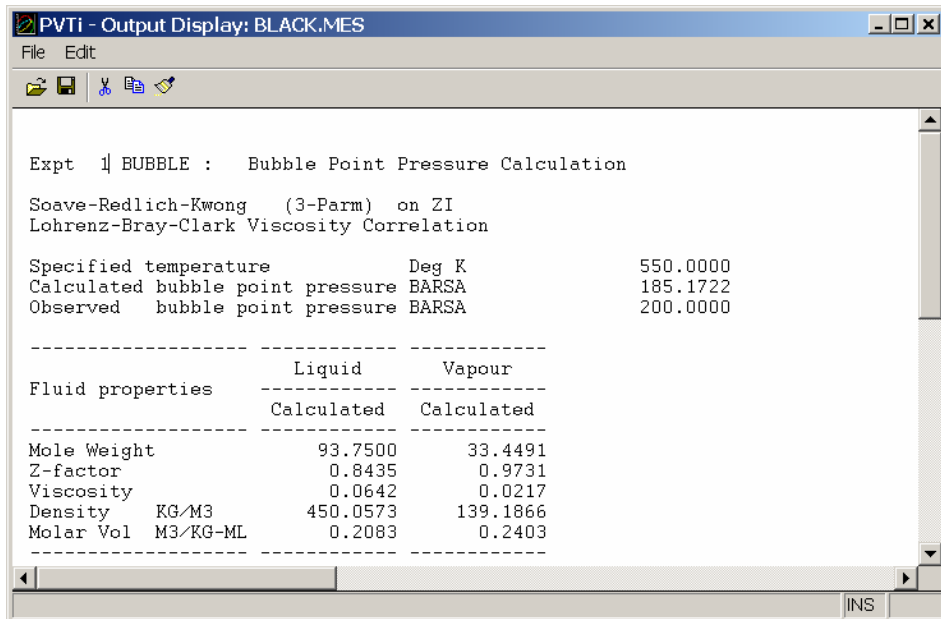 PVTi - Output Display: BLACK.MES
File Edit
Expt 1 BUBBLE : Bubble Point Pressure Calculation
Soave-Redlich-Kwong (3-Parm) on ZI
Lohrenz-Bray-Clark Viscosity Correlation
Specified temperature Deg K 550.0000
Calculated bubble point pressure BARSA 185.1722
Observed bubble point pressure BARSA 200.0000
------------------- ------------ ------------
Liquid Vapour
Fluid properties ------------ ------------
Calculated Calculated
------------------- ------------ ------------
Mole Weight 93.7500 33.4491
Z-factor 0.8435 0.9731
Viscosity 0.0642 0.0217
Density KG/M3 450.0573 139.1866
Molar Vol M3/KG-ML 0.2083 0.2403
------------------- ------------ ------------
INS